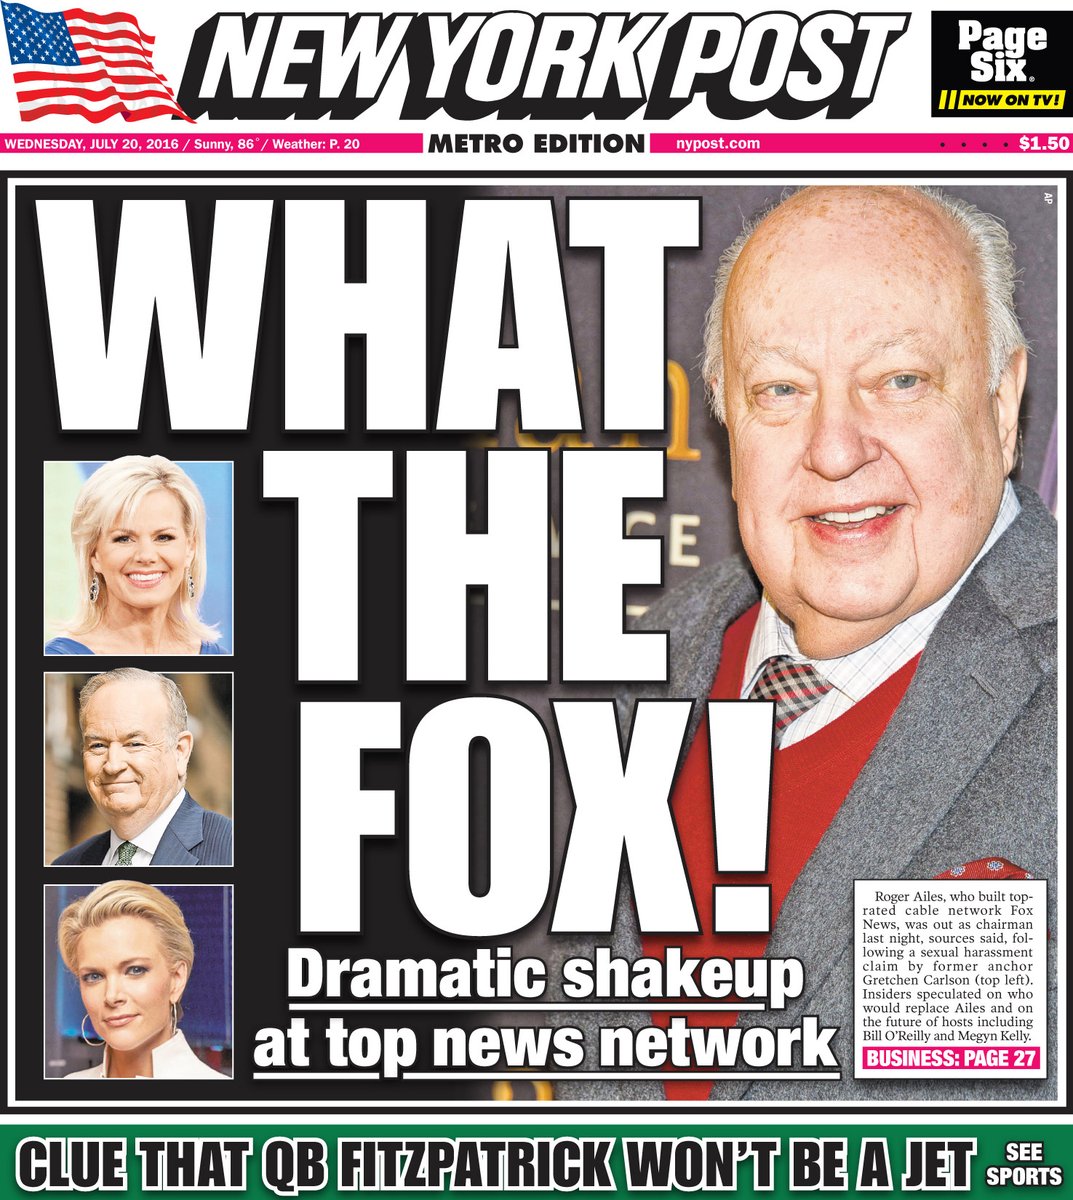 NEW YORK POST
Page
Six®
NOW ON TV!
WEDNESDAY, JULY 20, 2016 / Sunny, 86° / Weather: P. 20
METRO EDITION
nypost.com
• • • • $1.50
AP
WHAT
THE
FOX!
Dramatic shakeup
at top news network
Roger Ailes, who built top-
rated cable network Fox
News, was out as chairman
last night, sources said, fol-
lowing a sexual harassment
claim by former anchor
Gretchen Carlson (top left).
Insiders speculated on who
would replace Ailes and on
the future of hosts including
Bill O'Reilly and Megyn Kelly.
BUSINESS: PAGE 27
CLUE THAT QB FITZPATRICK WON'T BE A JET
SEE
SPORTS